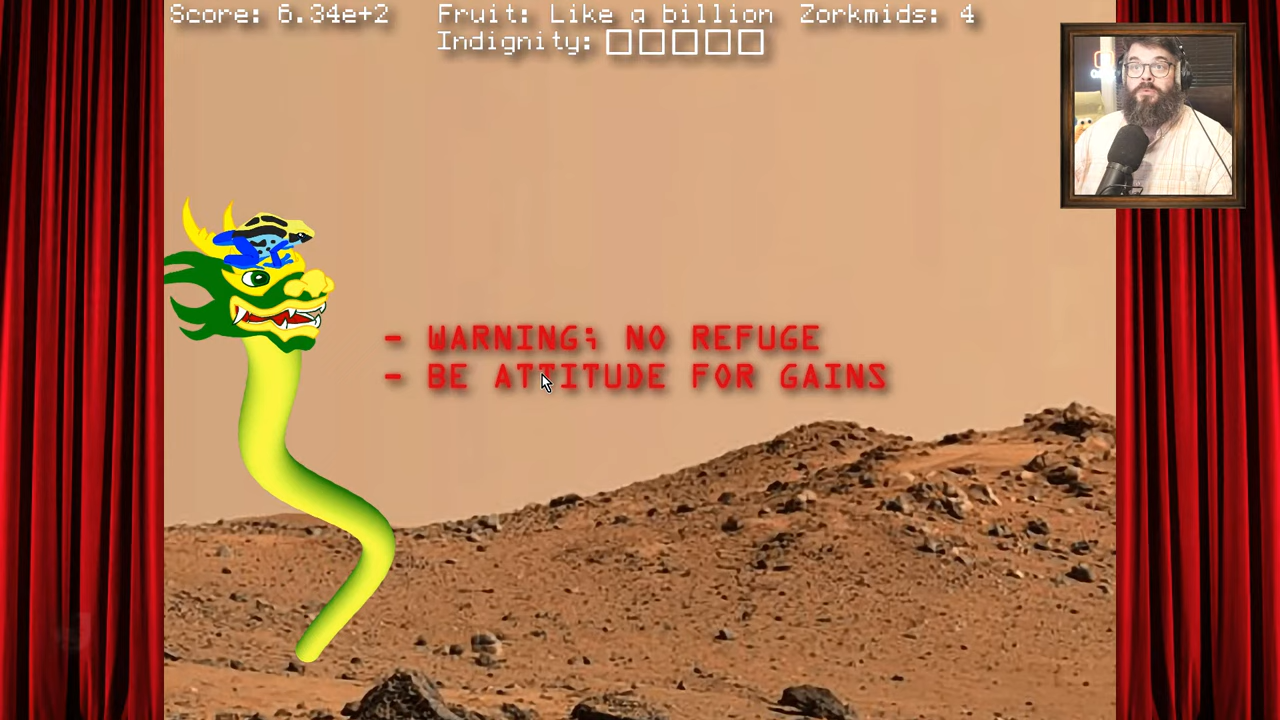 Score: 6.34e+2 Fruit: Like a billion Zorkmids: 4
Indignity: □□□□□
- WARNING; NO REFUGE
- BE ATTITUDE FOR GAINS